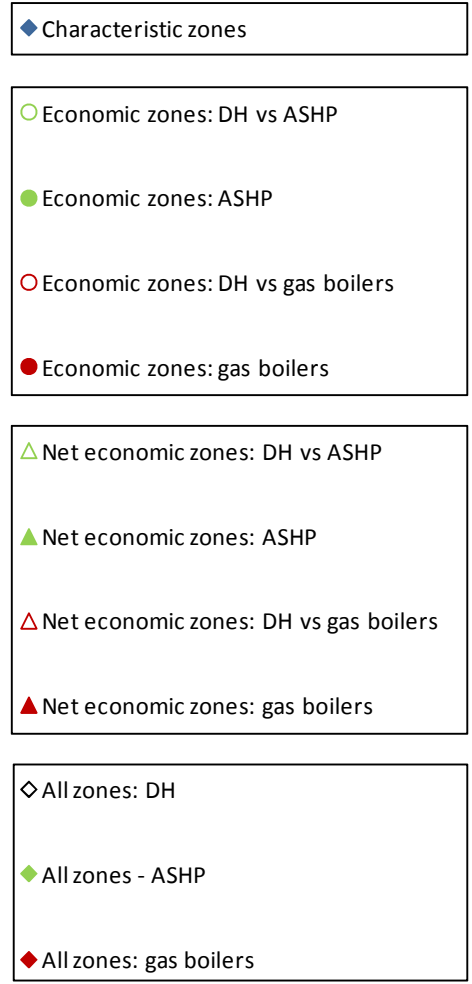 Characteristic zones
Economic zones: DH vs ASHP
Economic zones: ASHP
Economic zones: DH vs gas boilers
Economic zones: gas boilers
Net economic zones: DH vs ASHP
Net economic zones: ASHP
Net economic zones: DH vs gas boilers
Net economic zones: gas boilers
All zones: DH
All zones - ASHP
All zones: gas boilers